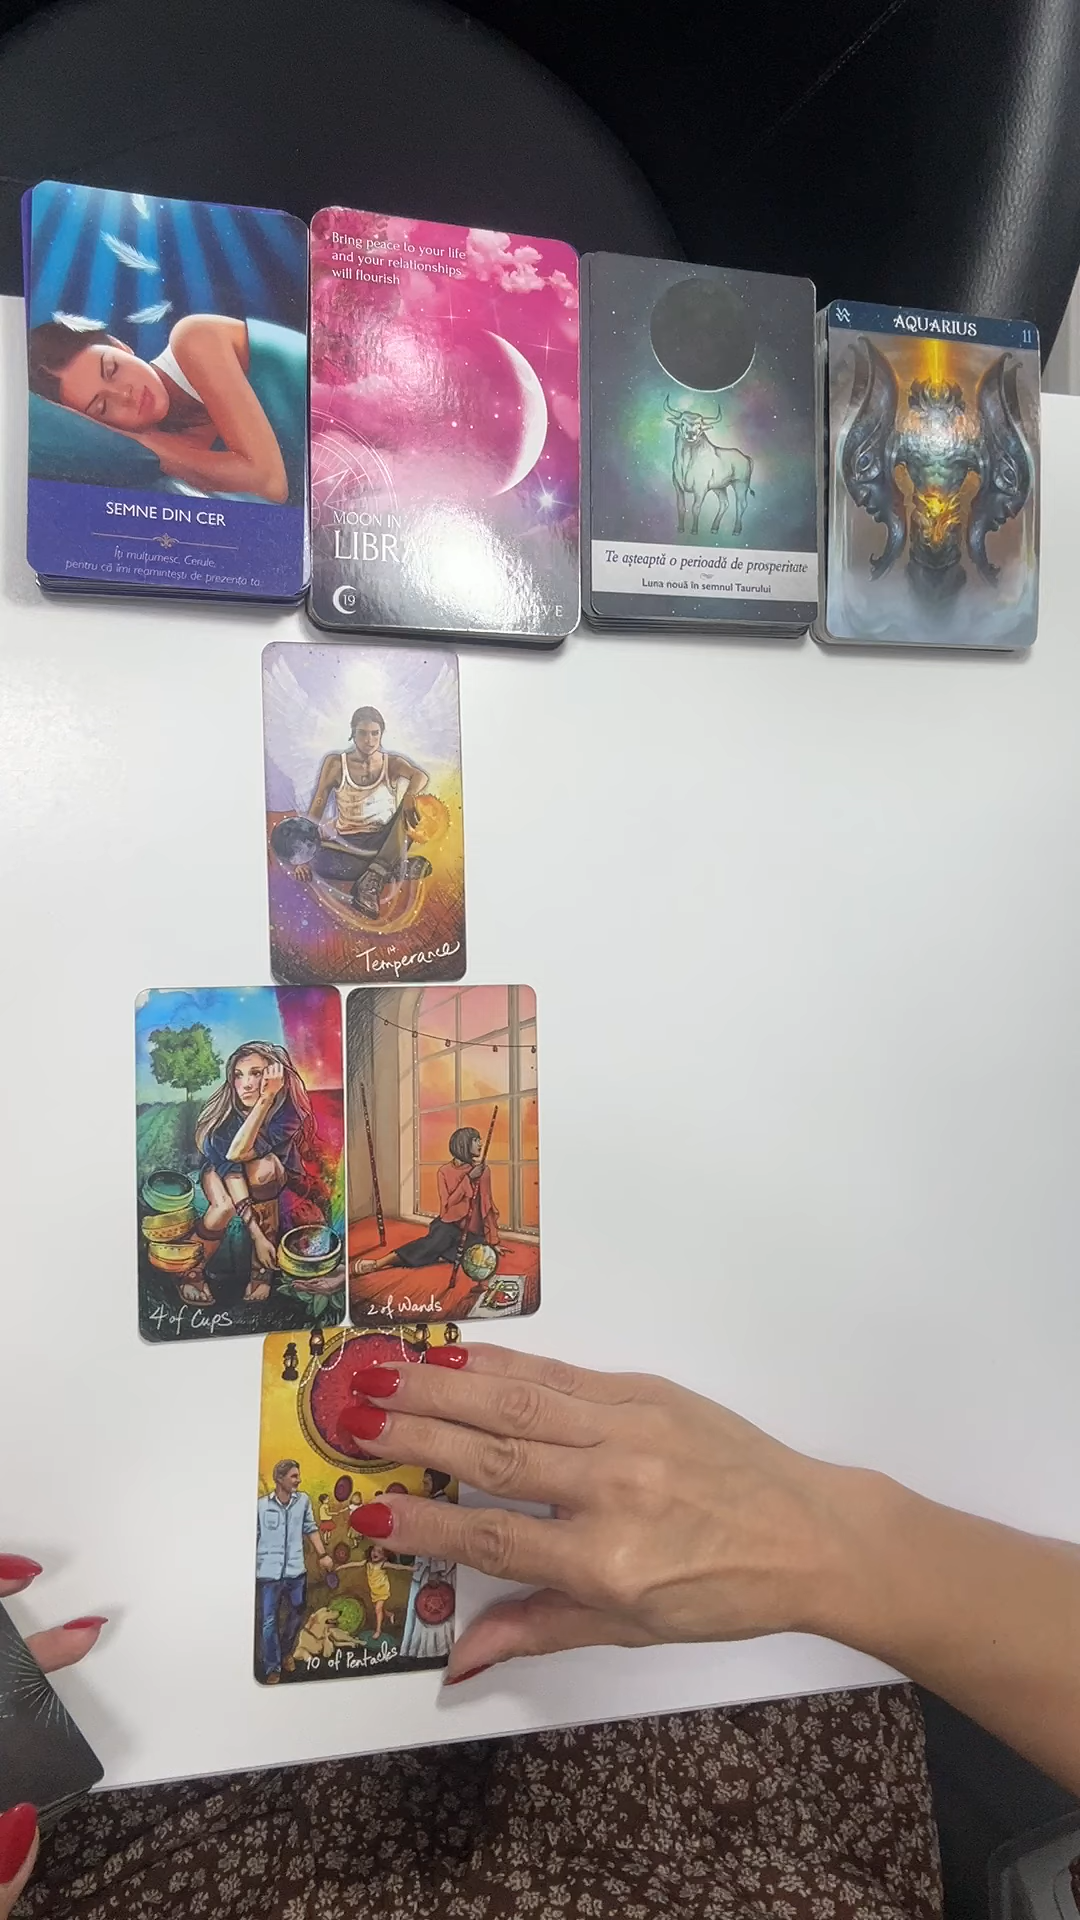 SEMNE DIN CER
Îți mulțumesc, Cerule,
pentru că îmi reamintești de prezența ta.
Bring peace to your life
and your relationships
will flourish
MOON IN
LIBRA
19
Te așteaptă o perioadă de prosperitate
Luna nouă în semnul Taurului
AQUARIUS
11
14
Temperance
4 of Cups
2 of Wands
10 of Pentacles